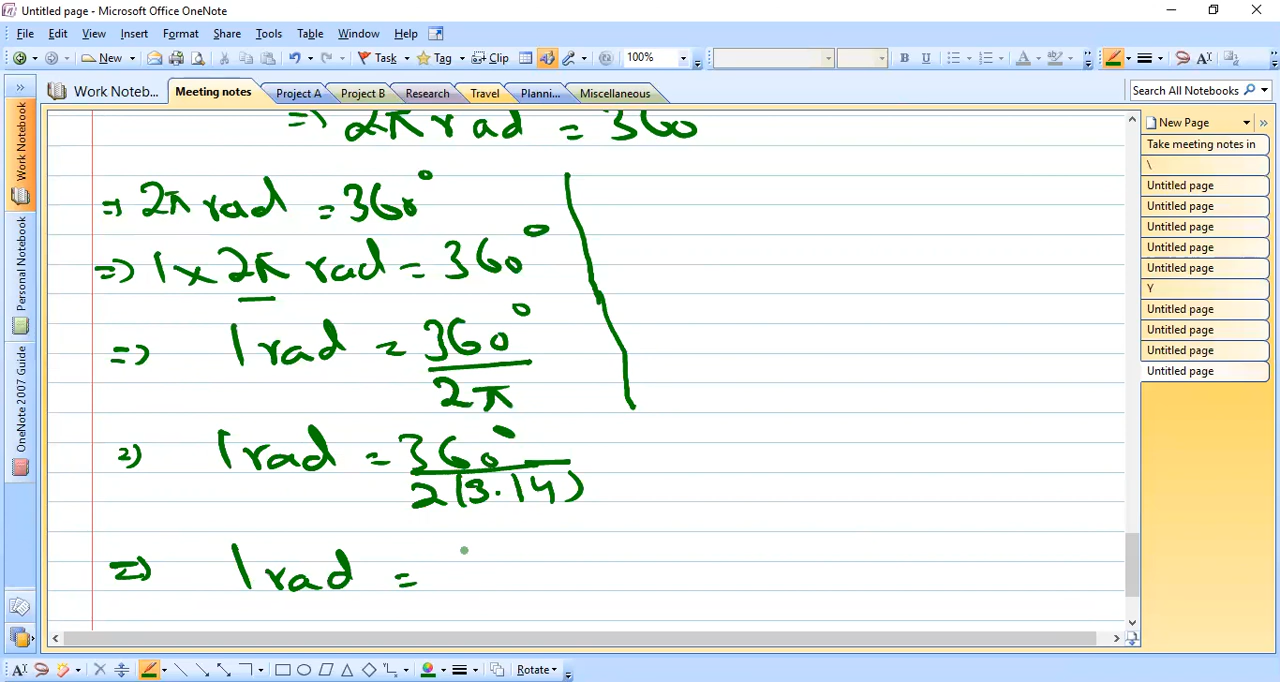 Untitled page - Microsoft Office OneNote
File Edit View Insert Format Share Tools Table Window Help
New Task Tag Clip 100% B U A
Work Noteb... Meeting notes Project A Project B Research Travel Planni... Miscellaneous
Search All Notebooks
New Page
Take meeting notes in
\
Untitled page
Untitled page
Untitled page
Untitled page
Untitled page
Y
Untitled page
Untitled page
Untitled page
Untitled page
Work Notebook
Personal Notebook
OneNote 2007 Guide
=> 2π rad = 360
=> 2π rad = 360°
=> 1 x 2π rad = 360°
=> 1 rad = 360°
2π
=> 1 rad = 360°
2(3.14)
=> 1 rad =
Rotate